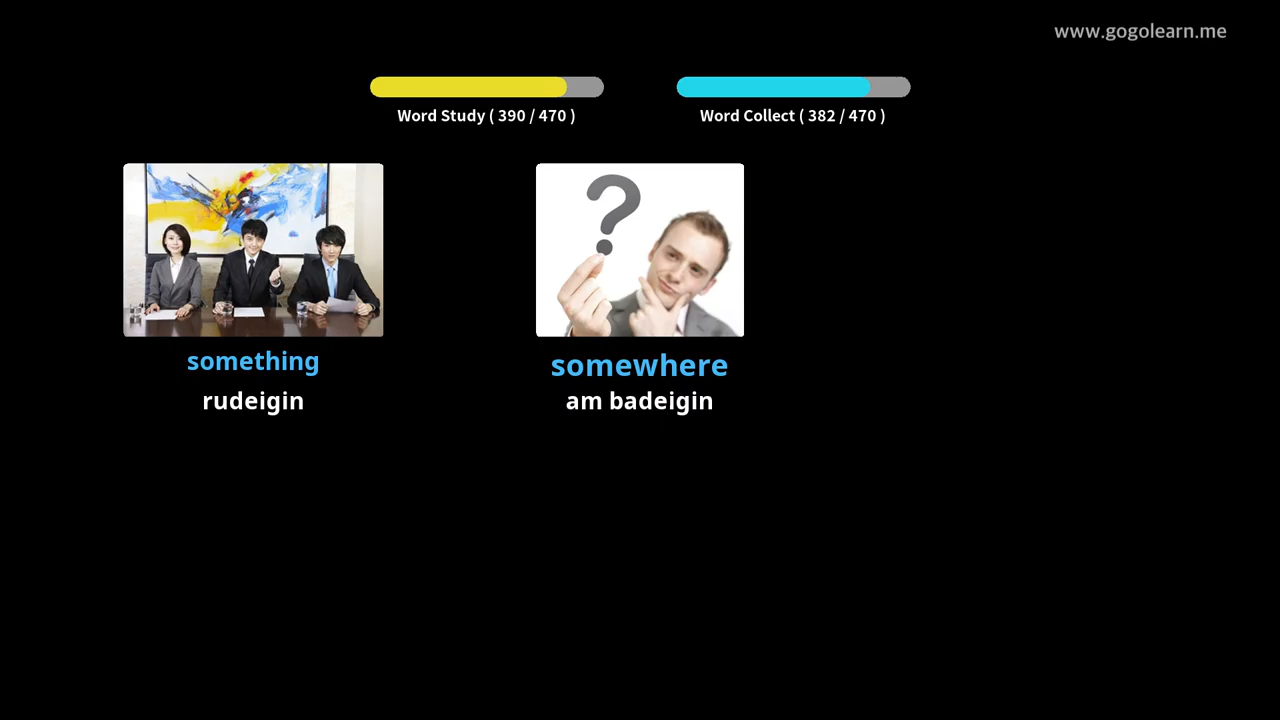 www.gogolearn.me
Word Study ( 390 / 470 )
Word Collect ( 382 / 470 )
something
rudeigin
somewhere
am badeigin